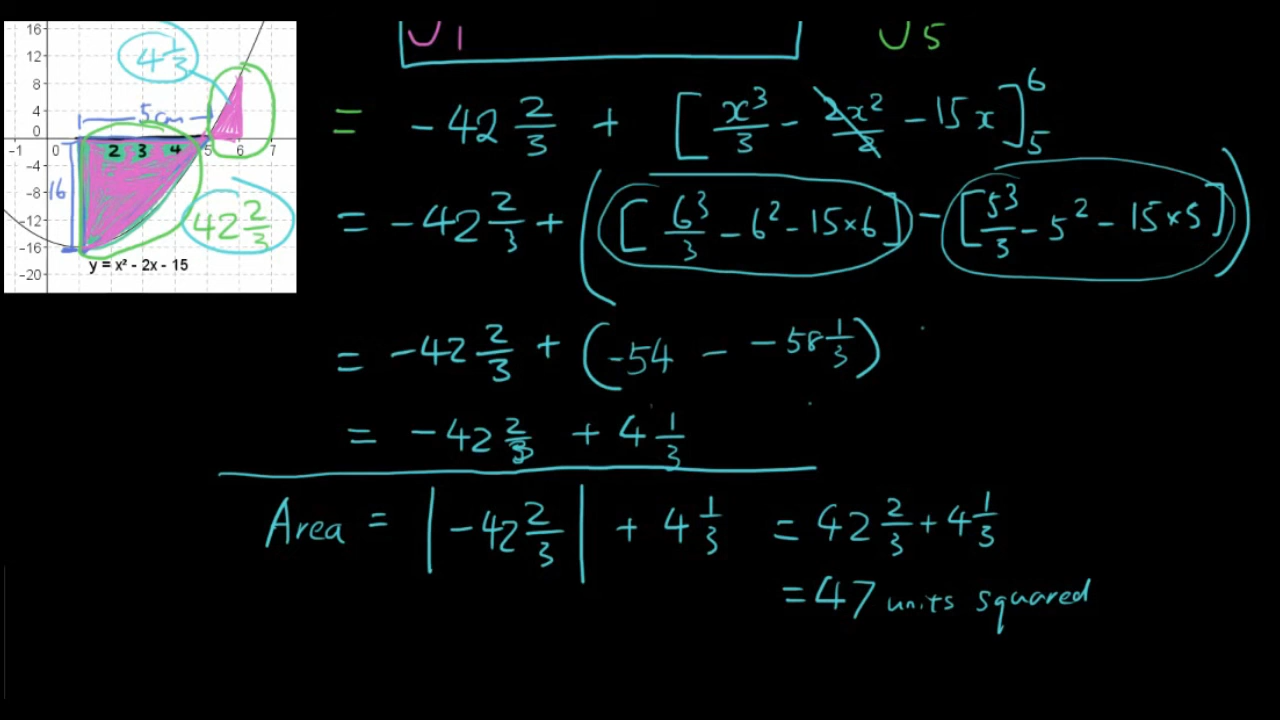 16
12
8
4
0
-4
-8
-12
-16
-20
-1 0 2 3 4 5 6 7
4 1/3
5cm
16
42 2/3
y = x² - 2x - 15
∪1
∪5
= -42 2/3 + [x³/3 - 2x²/2 - 15x]⁶₅
= -42 2/3 + ([6³/3 - 6² - 15×6] - [5³/3 - 5² - 15×5])
= -42 2/3 + (-54 - -58 1/3)
= -42 2/3 + 4 1/3
Area = |-42 2/3| + 4 1/3 = 42 2/3 + 4 1/3
= 47 units squared